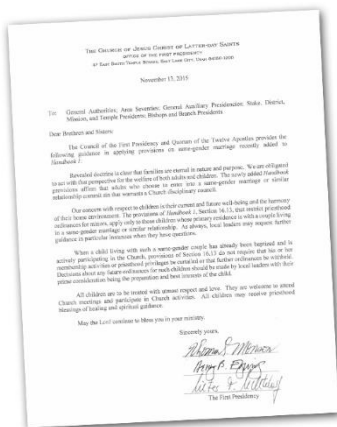 THE CHURCH OF JESUS CHRIST OF LATTER-DAY SAINTS
OFFICE OF THE FIRST PRESIDENCY
47 EAST SOUTH TEMPLE STREET, SALT LAKE CITY, UTAH 84150-1200
November 13, 2015
To: General Authorities; Area Seventies; General Auxiliary Presidencies; Stake, District,
Mission, and Temple Presidents; Bishops and Branch Presidents
Dear Brethren and Sisters:
The Council of the First Presidency and Quorum of the Twelve Apostles provides the
following guidance in applying provisions on same-gender marriage recently added to
Handbook 1:
Revealed doctrine is clear that families are eternal in nature and purpose. We are obligated
to act with this perspective for the welfare of both adults and children. The newly added Handbook
provisions affirm that adults who choose to enter into a same-gender marriage or similar
relationship commit sin that warrants a Church disciplinary council.
Our concern with respect to children is their current and future well-being and the harmony
of their home environment. The provisions of Handbook 1, Section 16.13, that restrict priesthood
ordinances for minors, apply only to those children whose primary residence is with a couple living
in a same-gender marriage or similar relationship. As always, local leaders may request further
guidance in particular instances when they have questions.
When a child living with such a same-gender couple has already been baptized and is
actively participating in the Church, provisions of Section 16.13 do not require that his or her
membership activities or priesthood privileges be curtailed or that further ordinances be withheld.
Decisions about any future ordinances for such children should be made by local leaders with their
prime consideration being the preparation and best interests of the child.
All children are to be treated with utmost respect and love. They are welcome to attend
Church meetings and participate in Church activities. All children may receive priesthood
blessings of healing and spiritual guidance.
May the Lord continue to bless you in your ministry.
Sincerely yours,
Thomas S. Monson
Henry B. Eyring
Dieter F. Uchtdorf
The First Presidency